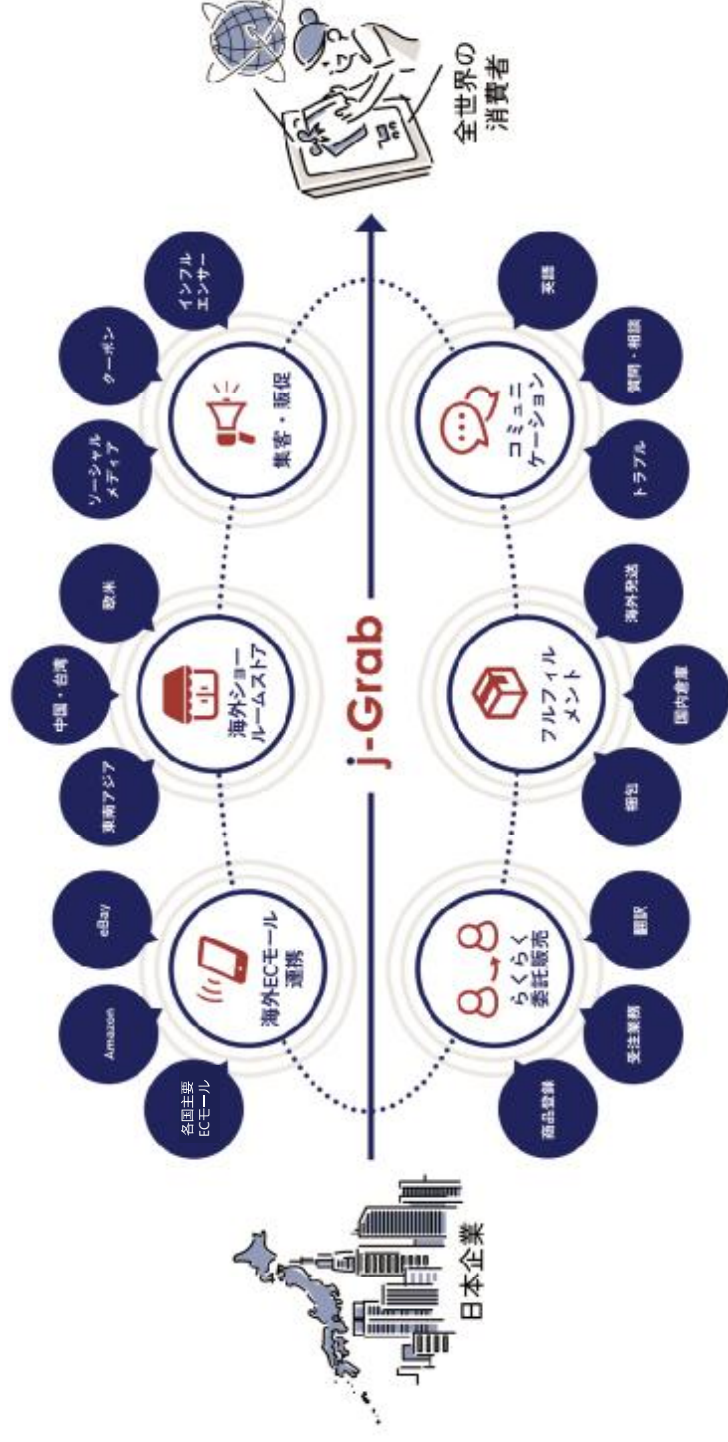 日本企業
各国主要
ECモール
Amazon
eBay
海外ECモール
連携
東南アジア
中国・台湾
欧米
海外ショー
ルームストア
ソーシャル
メディア
クーポン
インフル
エンサー
集客・販促
j-Grab
らくらく
委託販売
商品登録
受注業務
翻訳
フルフィル
メント
梱包
国内倉庫
海外発送
コミュニ
ケーション
トラブル
質問・相談
英語
全世界の
消費者